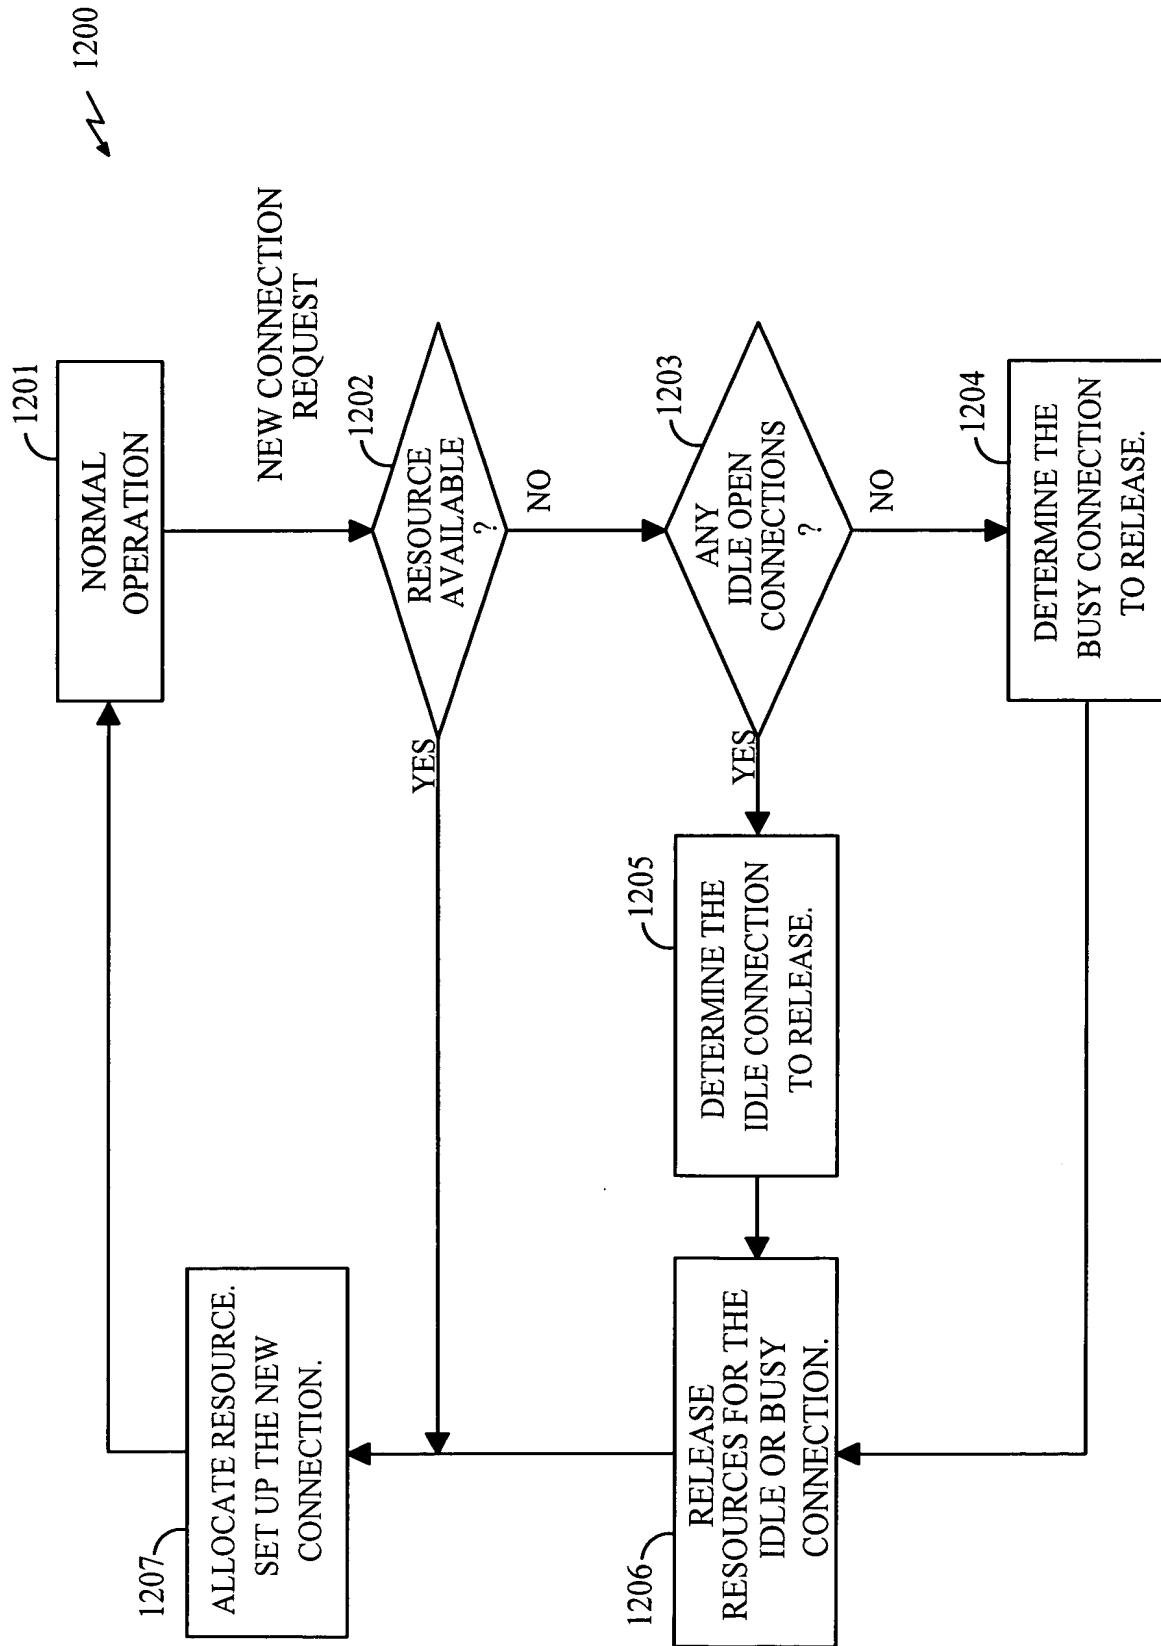 1200
1201
NORMAL
OPERATION
NEW CONNECTION
REQUEST
1202
RESOURCE
AVAILABLE
?
YES
NO
1203
ANY
IDLE OPEN
CONNECTIONS
?
YES
NO
1204
DETERMINE THE
BUSY CONNECTION
TO RELEASE.
1205
DETERMINE THE
IDLE CONNECTION
TO RELEASE.
1206
RELEASE
RESOURCES FOR THE
IDLE OR BUSY
CONNECTION.
1207
ALLOCATE RESOURCE.
SET UP THE NEW
CONNECTION.